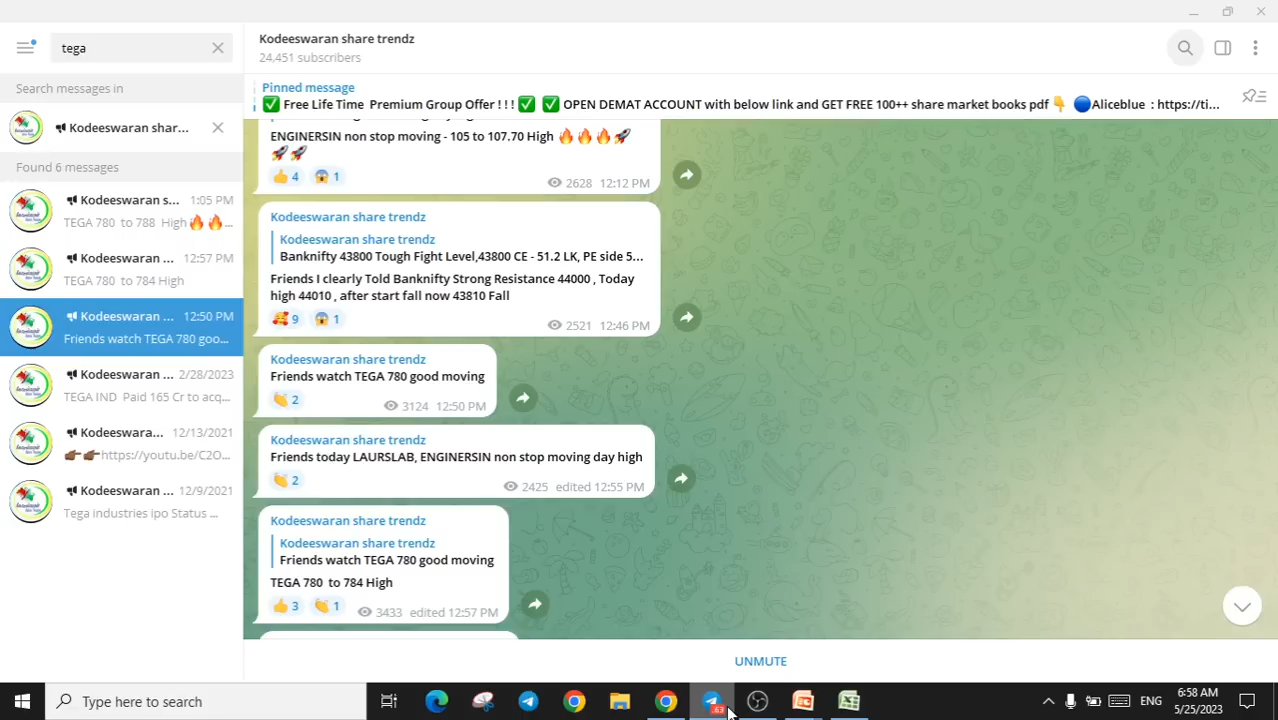 tega
Search messages in
Kodeeswaran shar...
Found 6 messages
Kodeeswaran s... 1:05 PM
TEGA 780 to 788 High🔥🔥...
Kodeeswaran ... 12:57 PM
TEGA 780 to 784 High
Kodeeswaran ... 12:50 PM
Friends watch TEGA 780 goo...
Kodeeswaran ... 2/28/2023
TEGA IND Paid 165 Cr to acq...
Kodeeswara... 12/13/2021
👉🏾👉🏾https://youtu.be/C2O...
Kodeeswaran ... 12/9/2021
Tega industries ipo Status ...
Kodeeswaran share trendz
24,451 subscribers
Pinned message
✅ Free Life Time Premium Group Offer ! ! ! ✅ ✅ OPEN DEMAT ACCOUNT with below link and GET FREE 100++ share market books pdf 👇 🔵Aliceblue : https://ti...
ENGINERSIN non stop moving - 105 to 107.70 High 🔥🔥🔥🚀
🚀🚀
👍 4 😱 1 2628 12:12 PM
Kodeeswaran share trendz
Kodeeswaran share trendz
Banknifty 43800 Tough Fight Level,43800 CE - 51.2 LK, PE side 5...
Friends I clearly Told Banknifty Strong Resistance 44000 , Today
high 44010 , after start fall now 43810 Fall
🥰 9 😱 1 2521 12:46 PM
Kodeeswaran share trendz
Friends watch TEGA 780 good moving
👏 2 3124 12:50 PM
Kodeeswaran share trendz
Friends today LAURSLAB, ENGINERSIN non stop moving day high
👏 2 2425 edited 12:55 PM
Kodeeswaran share trendz
Kodeeswaran share trendz
Friends watch TEGA 780 good moving
TEGA 780 to 784 High
👍 3 👏 1 3433 edited 12:57 PM
UNMUTE
Type here to search
63
ENG
6:58 AM
5/25/2023